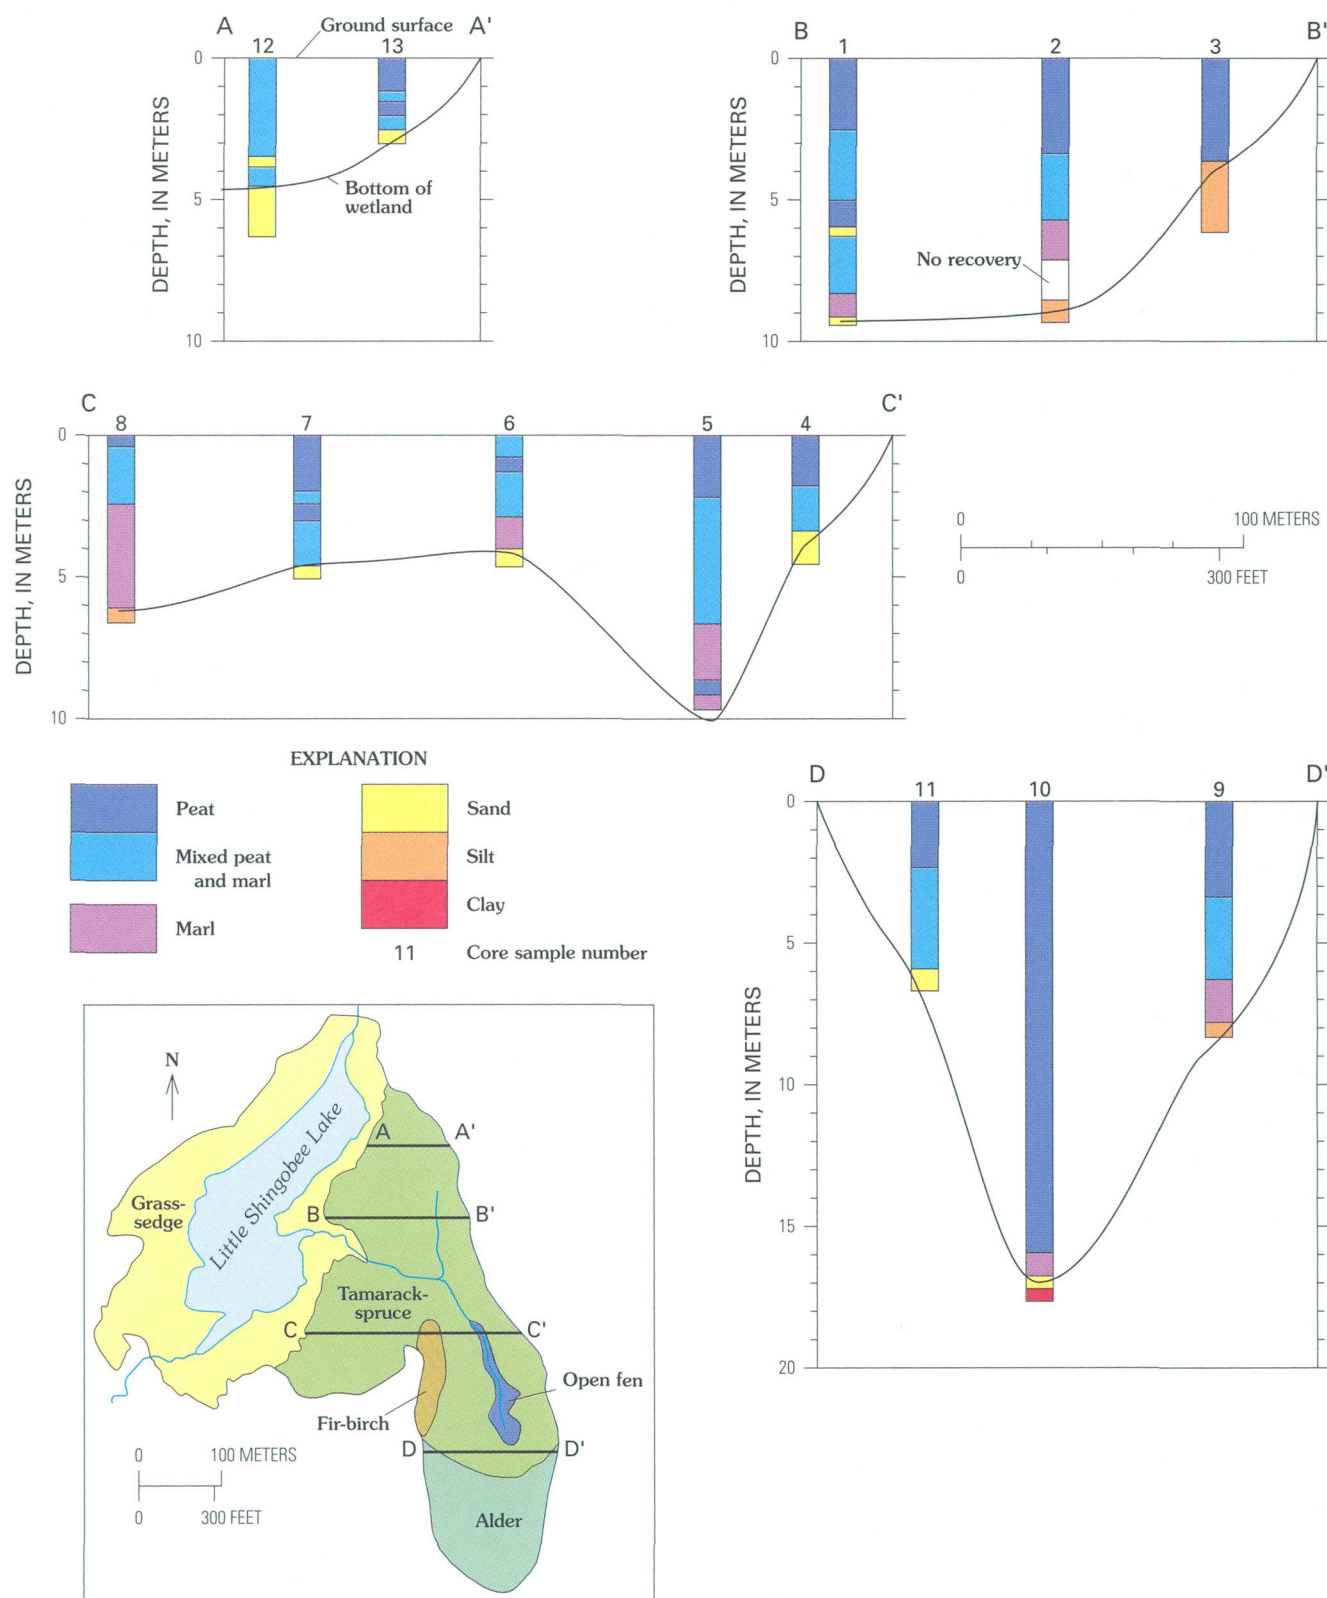 A
Ground surface
A'
12
13
0
5
10
DEPTH, IN METERS
Bottom of
wetland
B
B'
1
2
3
0
5
10
DEPTH, IN METERS
No recovery
C
C'
8
7
6
5
4
0
5
10
DEPTH, IN METERS
0
100 METERS
0
300 FEET
EXPLANATION
Peat
Mixed peat
and marl
Marl
Sand
Silt
Clay
11
Core sample number
D
D'
11
10
9
0
5
10
15
20
DEPTH, IN METERS
N
Little Shingobee Lake
Grass-
sedge
A
A'
B
B'
Tamarack-
spruce
C
C'
Open fen
Fir-birch
D
D'
Alder
0
100 METERS
0
300 FEET